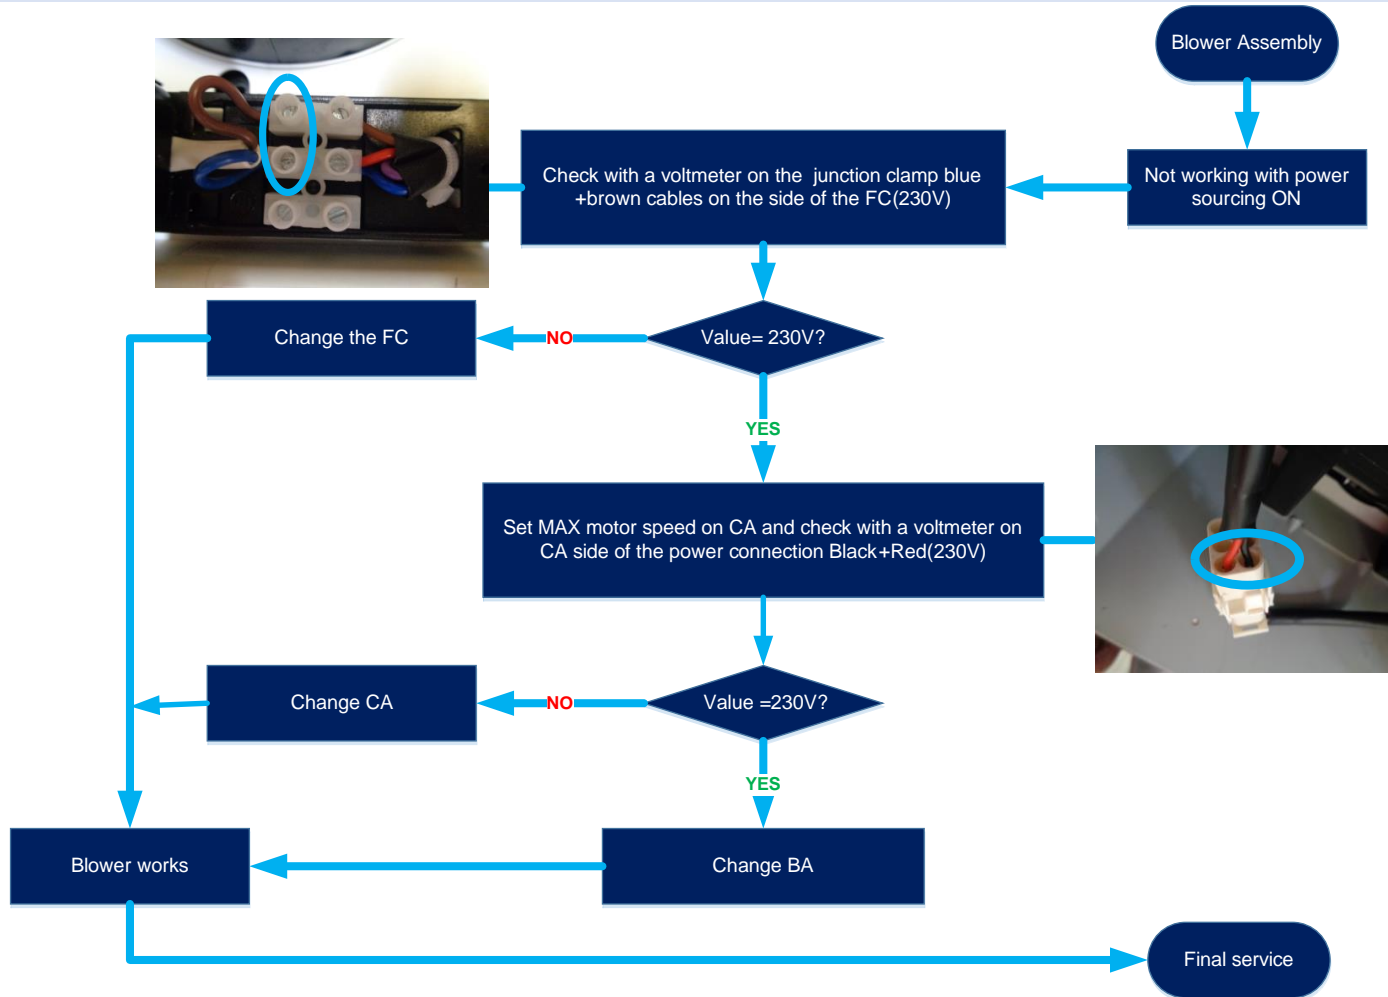 Blower Assembly
Not working with power
sourcing ON
Check with a voltmeter on the  junction clamp blue
+brown cables on the side of the FC(230V)
Value= 230V?
NO
Change the FC
YES
Set MAX motor speed on CA and check with a voltmeter on
CA side of the power connection Black+Red(230V)
Value =230V?
NO
Change CA
YES
Change BA
Blower works
Final service